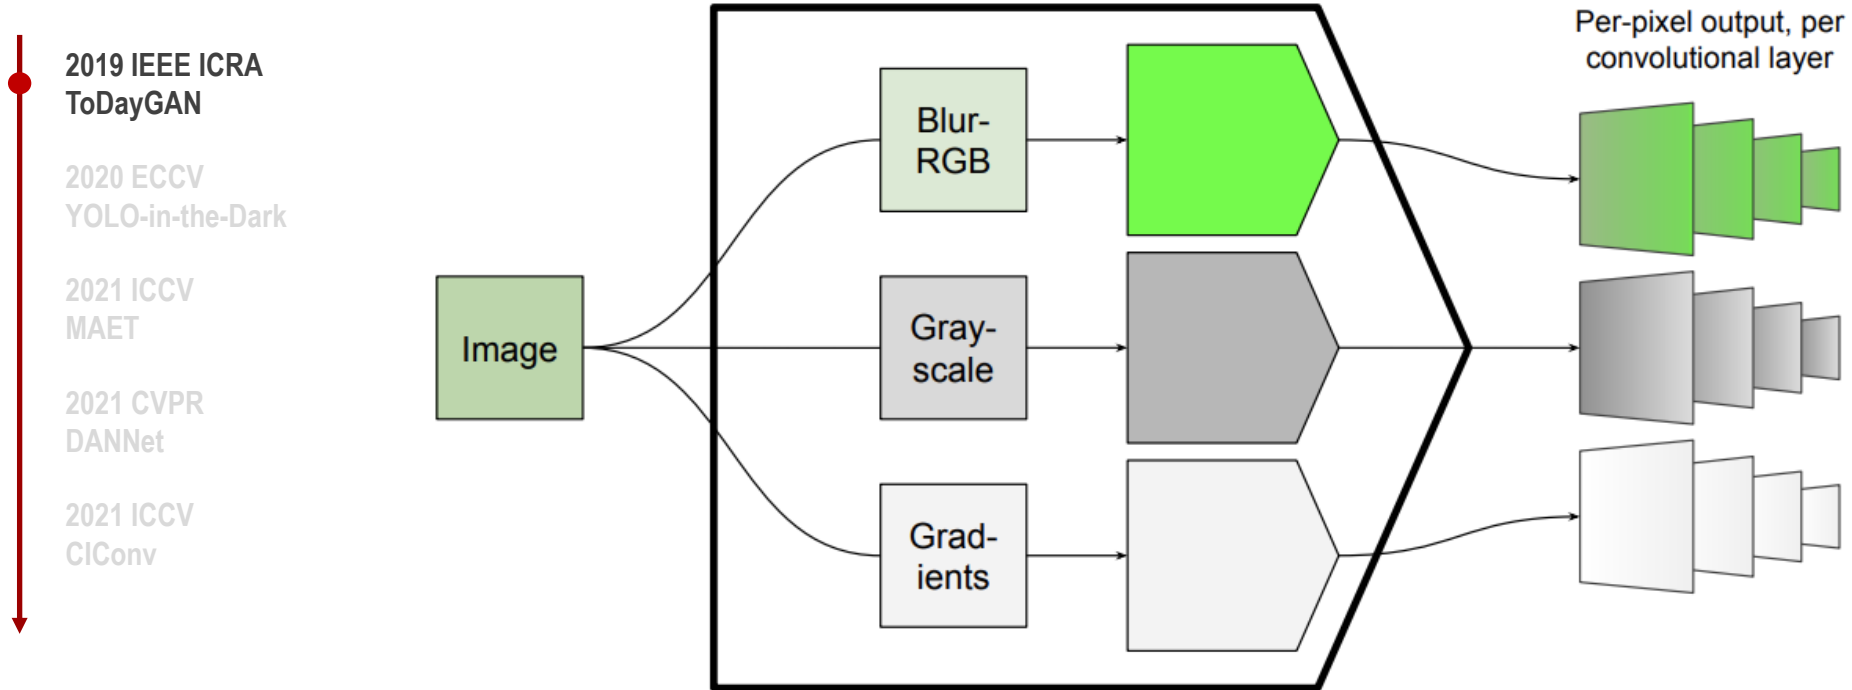 2019 IEEE ICRA
ToDayGAN
2020 ECCV
YOLO-in-the-Dark
2021 ICCV
MAET
2021 CVPR
DANNet
2021 ICCV
CIConv
Image
Blur-
RGB
Gray-
scale
Grad-
ients
Per-pixel output, per
convolutional layer